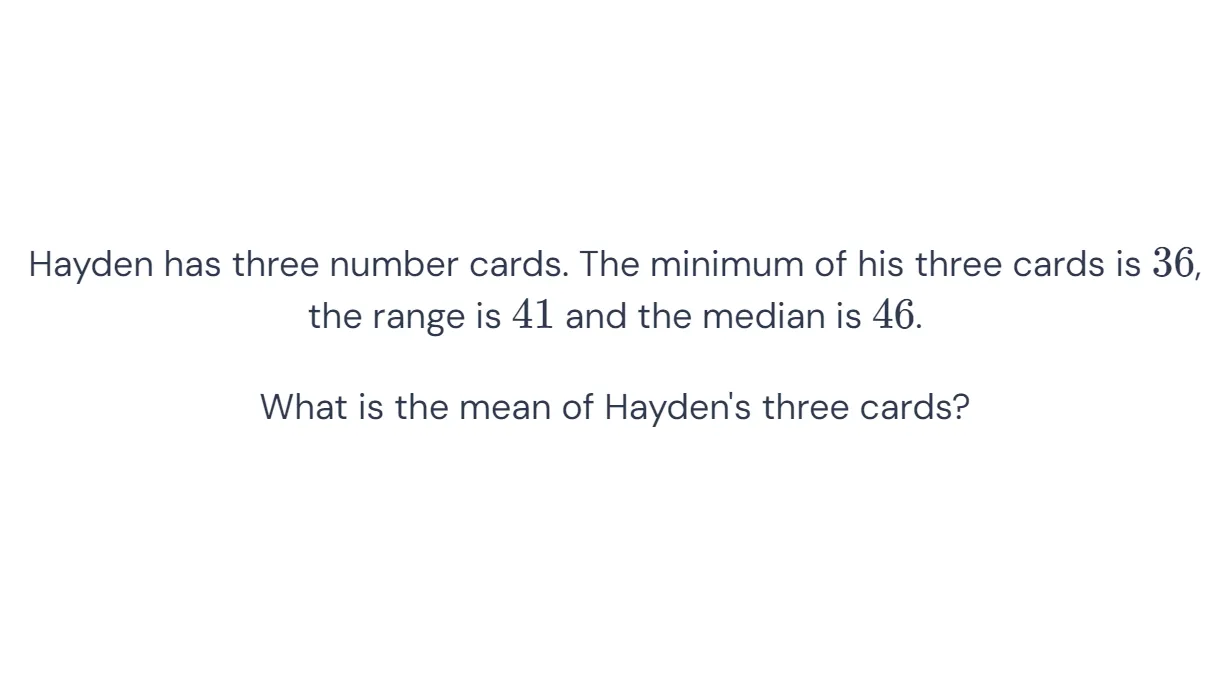 Hayden has three number cards. The minimum of his three cards is 36,
the range is 41 and the median is 46.
What is the mean of Hayden's three cards?